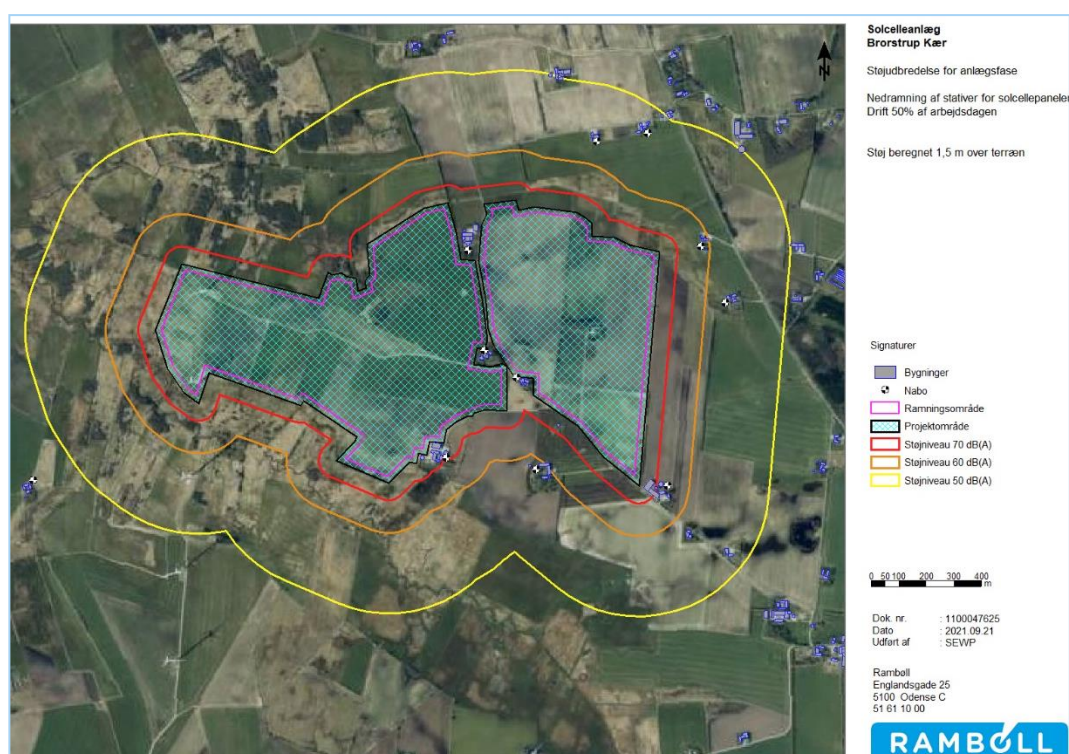 Solcelleanlæg
Brorstrup Kær
Støjudbredelse for anlægsfase
Nedramning af stativer for solcellepaneler
Drift 50% af arbejdsdagen
Støj beregnet 1,5 m over terræn
N
Signaturer
Bygninger
Nabo
Ramningsområde
Projektområde
Støjniveau 70 dB(A)
Støjniveau 60 dB(A)
Støjniveau 50 dB(A)
0 50 100 200 300 400
m
Dok. nr. : 1100047625
Dato : 2021.09.21
Udført af : SEWP
Rambøll
Englandsgade 25
5100 Odense C
51 61 10 00
RAMBOLL